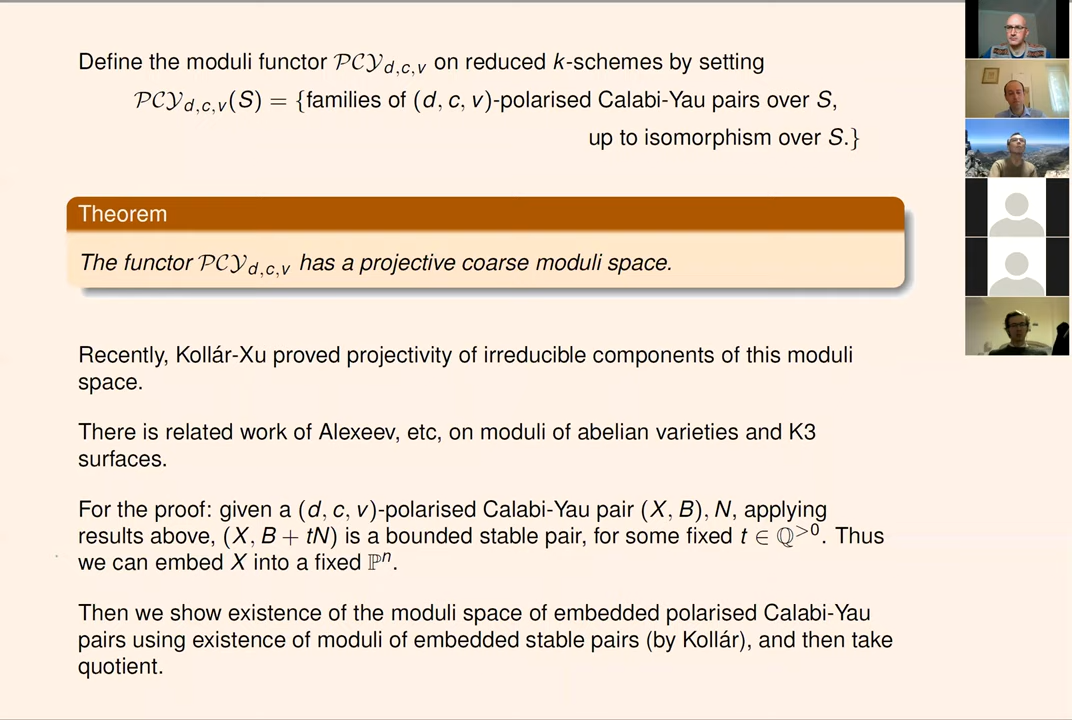 Define the moduli functor 𝒫𝒞𝒴_{d,c,v} on reduced k-schemes by setting
𝒫𝒞𝒴_{d,c,v}(S) = {families of (d, c, v)-polarised Calabi-Yau pairs over S,
up to isomorphism over S.}
Theorem
The functor 𝒫𝒞𝒴_{d,c,v} has a projective coarse moduli space.
Recently, Kollár-Xu proved projectivity of irreducible components of this moduli
space.
There is related work of Alexeev, etc, on moduli of abelian varieties and K3
surfaces.
For the proof: given a (d, c, v)-polarised Calabi-Yau pair (X, B), N, applying
results above, (X, B + tN) is a bounded stable pair, for some fixed t ∈ ℚ^{>0}. Thus
we can embed X into a fixed ℙⁿ.
Then we show existence of the moduli space of embedded polarised Calabi-Yau
pairs using existence of moduli of embedded stable pairs (by Kollár), and then take
quotient.